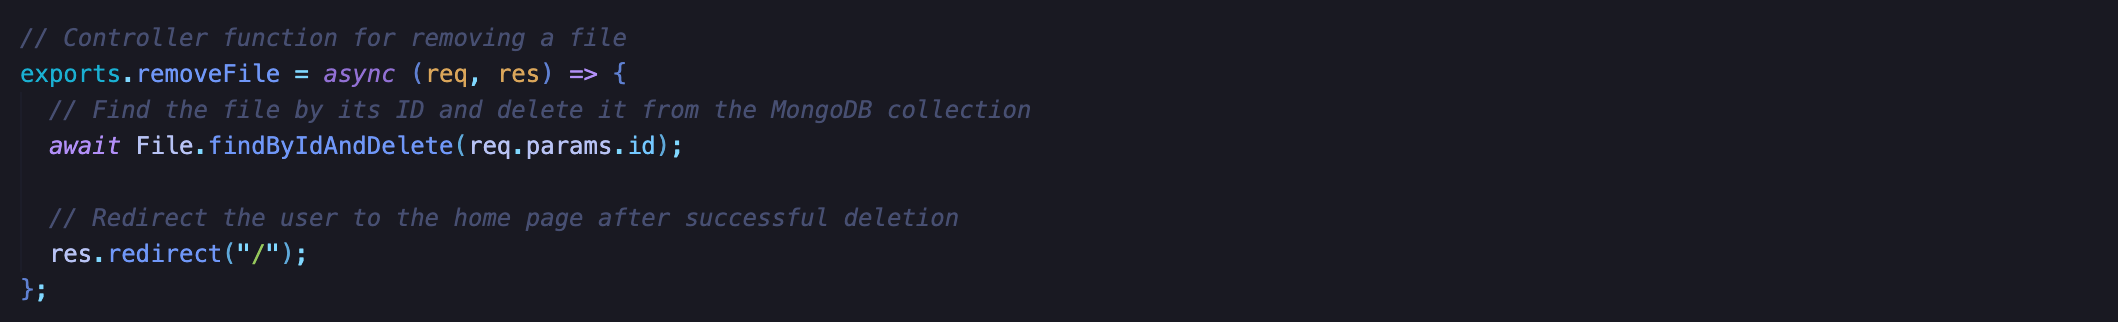 // Controller function for removing a file
exports.removeFile = async (req, res) => {
  // Find the file by its ID and delete it from the MongoDB collection
  await File.findByIdAndDelete(req.params.id);

  // Redirect the user to the home page after successful deletion
  res.redirect("/");
};